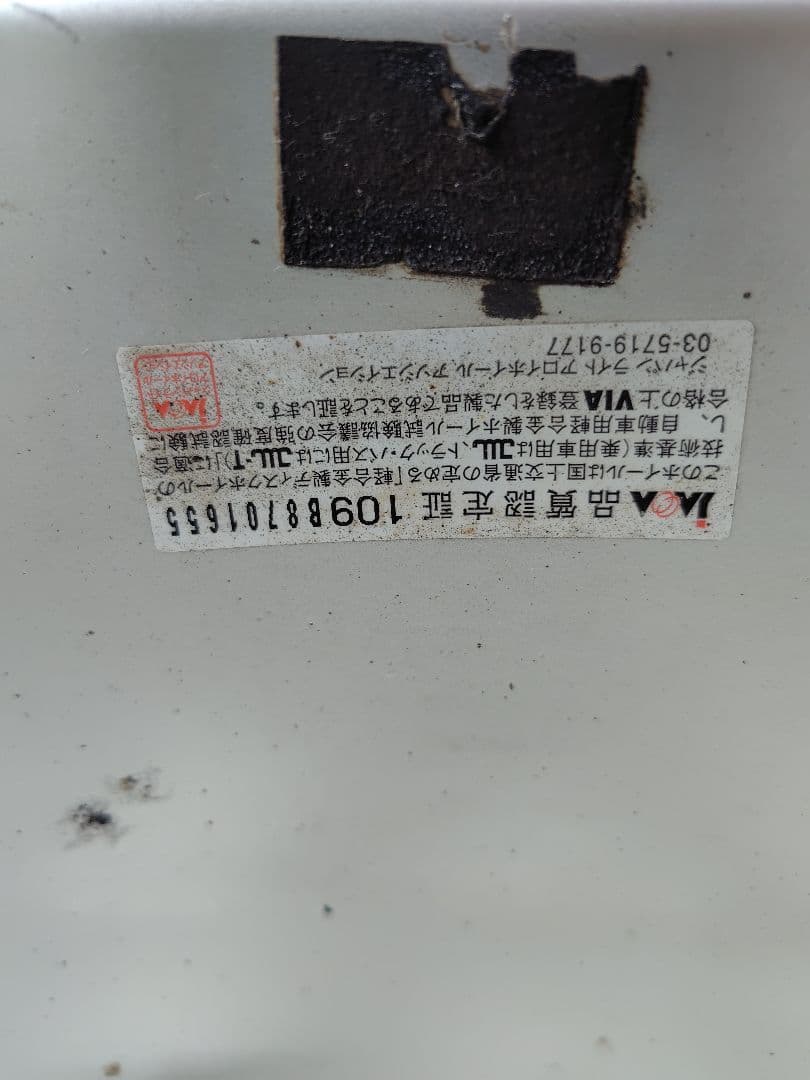 JAWA 品質認定証 109B8701655
このホイールは国土交通省の定める「軽合金製ディスクホイールの
技術基準(乗用車用はJWL、トラック・バス用にはJWL-T)」に適合
し、自動車用軽合金製ホイール試験協議会の強度確認試験に
合格の上VIA登録をした製品であることを証します。
ジャパン ライト アロイホイール アソシエイション
03-5719-9177
JAWA